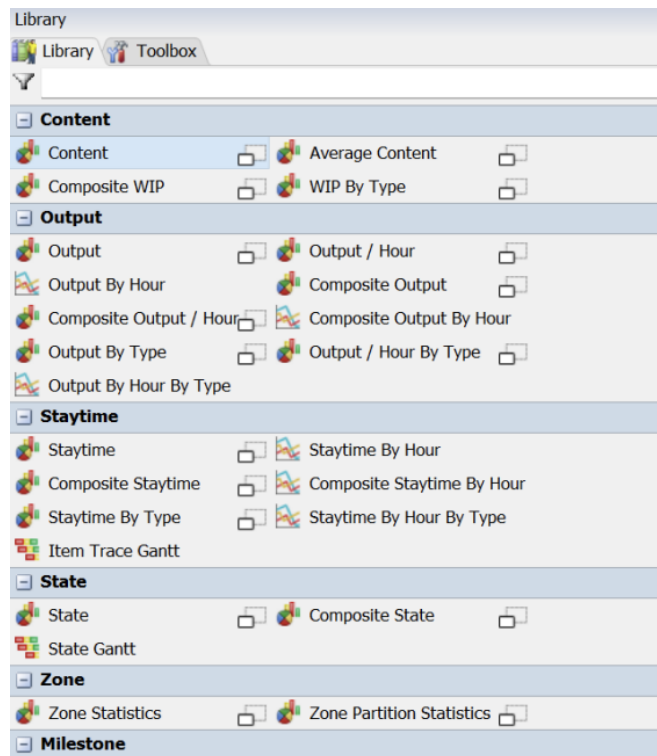 Library
Library Toolbox
Content
Content Average Content
Composite WIP WIP By Type
Output
Output Output / Hour
Output By Hour Composite Output
Composite Output / Hour Composite Output By Hour
Output By Type Output / Hour By Type
Output By Hour By Type
Staytime
Staytime Staytime By Hour
Composite Staytime Composite Staytime By Hour
Staytime By Type Staytime By Hour By Type
Item Trace Gantt
State
State Composite State
State Gantt
Zone
Zone Statistics Zone Partition Statistics
Milestone